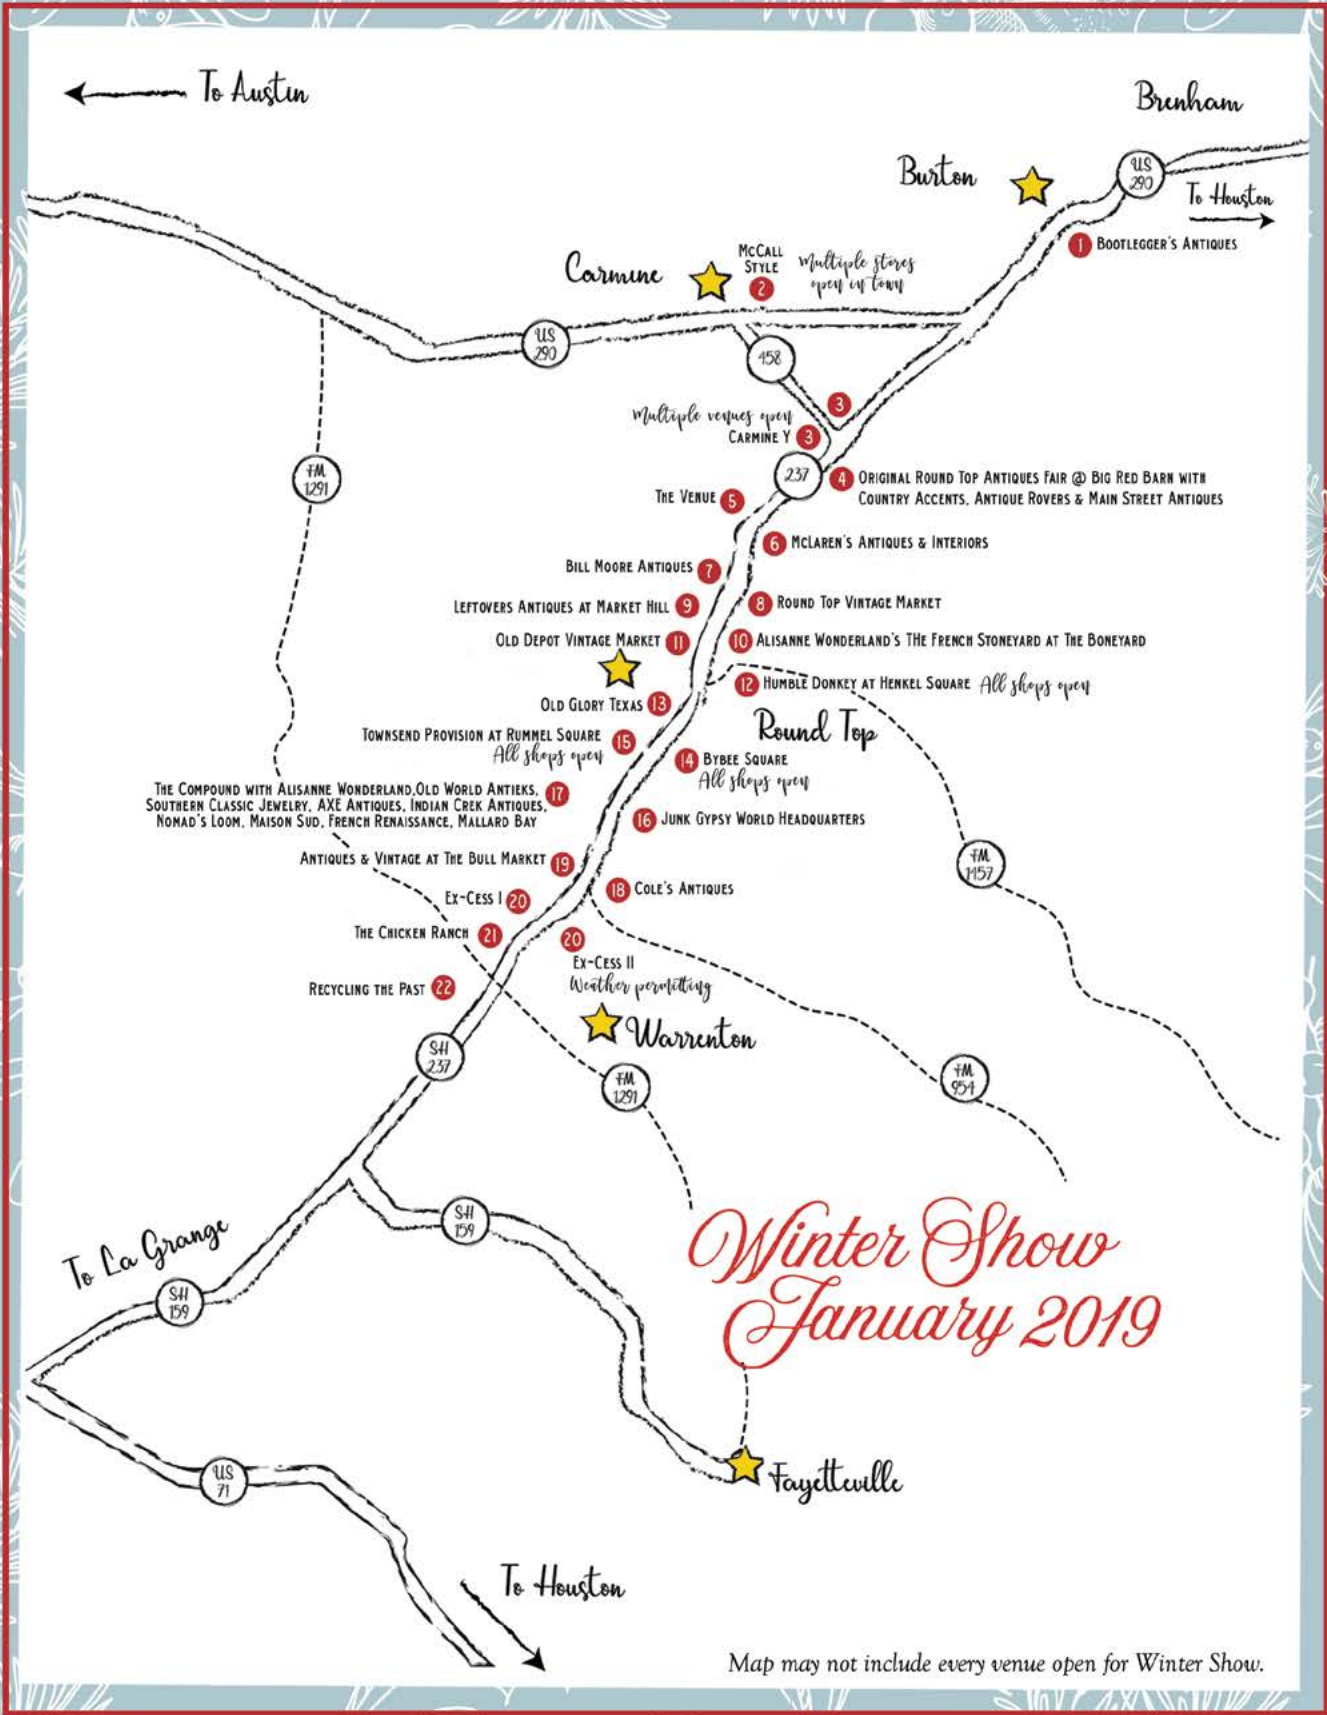 To Austin
Brenham
Burton
US
290
To Houston
1 Bootlegger's Antiques
McCall
Style
2
Multiple stores
open in town
Carmine
US
290
458
3
Multiple venues open
Carmine Y 3
237
4 Original Round Top Antiques Fair @ Big Red Barn with
Country Accents, Antique Rovers & Main Street Antiques
FM
1291
The Venue 5
6 McLaren's Antiques & Interiors
Bill Moore Antiques 7
Leftovers Antiques at Market Hill 9
8 Round Top Vintage Market
Old Depot Vintage Market 11
10 Alisanne Wonderland's THe French Stoneyard at The Boneyard
12 Humble Donkey at Henkel Square All shops open
Old Glory Texas 13
Round Top
Townsend Provision at Rummel Square 15
All shops open
14 Bybee Square
All shops open
The Compound with Alisanne Wonderland,Old World Antieks, 17
Southern Classic Jewelry, AXE Antiques, Indian Crek Antiques,
Nomad's Loom, Maison Sud, French Renaissance, Mallard Bay
16 Junk Gypsy World Headquarters
Antiques & Vintage at The Bull Market 19
FM
1457
18 Cole's Antiques
Ex-Cess I 20
The Chicken Ranch 21
20
Ex-Cess II
Weather permitting
Recycling the Past 22
Warrenton
SH
237
FM
1291
FM
954
SH
159
To La Grange
SH
159
Winter Show
January 2019
US
71
Fayetteville
To Houston
Map may not include every venue open for Winter Show.